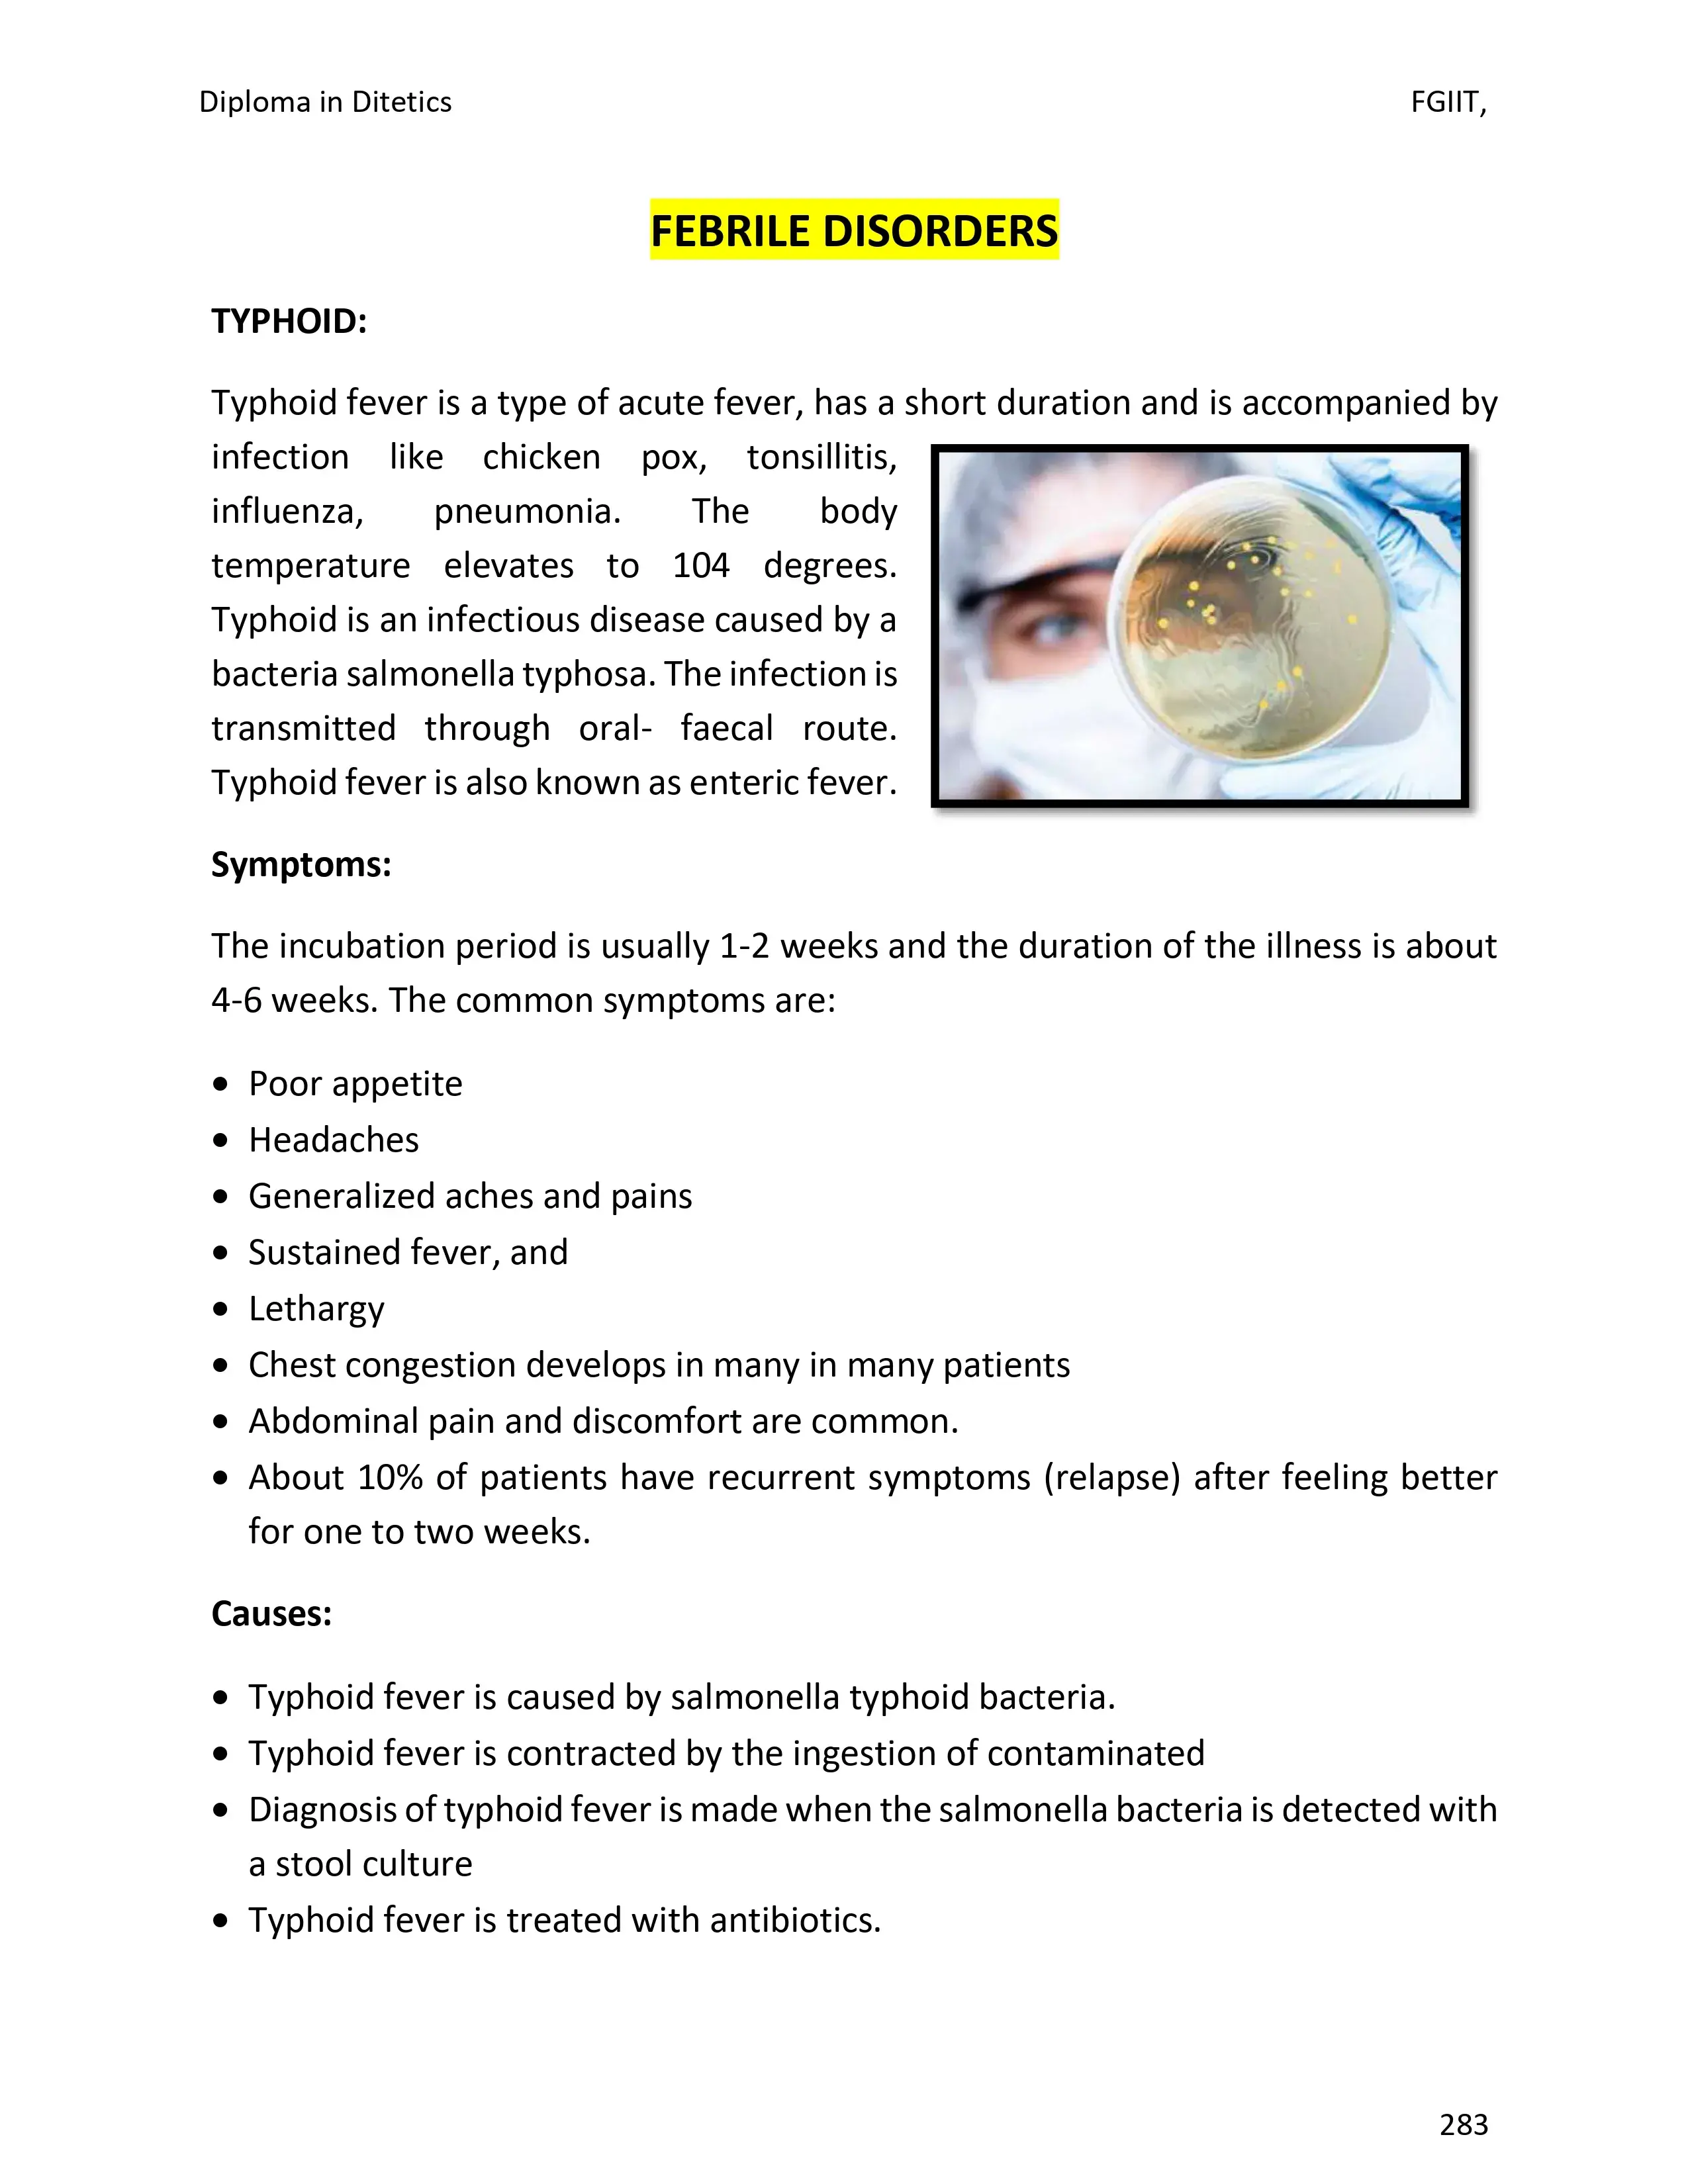 Diploma in Ditetics FGIIT,
FEBRILE DISORDERS
TYPHOID:
Typhoid fever is a type of acute fever, has a short duration and is accompanied by
infection like chicken pox, tonsillitis,
influenza, pneumonia. The body
temperature elevates to 104 degrees.
Typhoid is an infectious disease caused by a
bacteria salmonella typhosa. The infection is
transmitted through oral- faecal route.
Typhoid fever is also known as enteric fever.
Symptoms:
The incubation period is usually 1-2 weeks and the duration of the illness is about
4-6 weeks. The common symptoms are:
• Poor appetite
• Headaches
• Generalized aches and pains
• Sustained fever, and
• Lethargy
• Chest congestion develops in many in many patients
• Abdominal pain and discomfort are common.
• About 10% of patients have recurrent symptoms (relapse) after feeling better
for one to two weeks.
Causes:
• Typhoid fever is caused by salmonella typhoid bacteria.
• Typhoid fever is contracted by the ingestion of contaminated
• Diagnosis of typhoid fever is made when the salmonella bacteria is detected with
a stool culture
• Typhoid fever is treated with antibiotics.
283